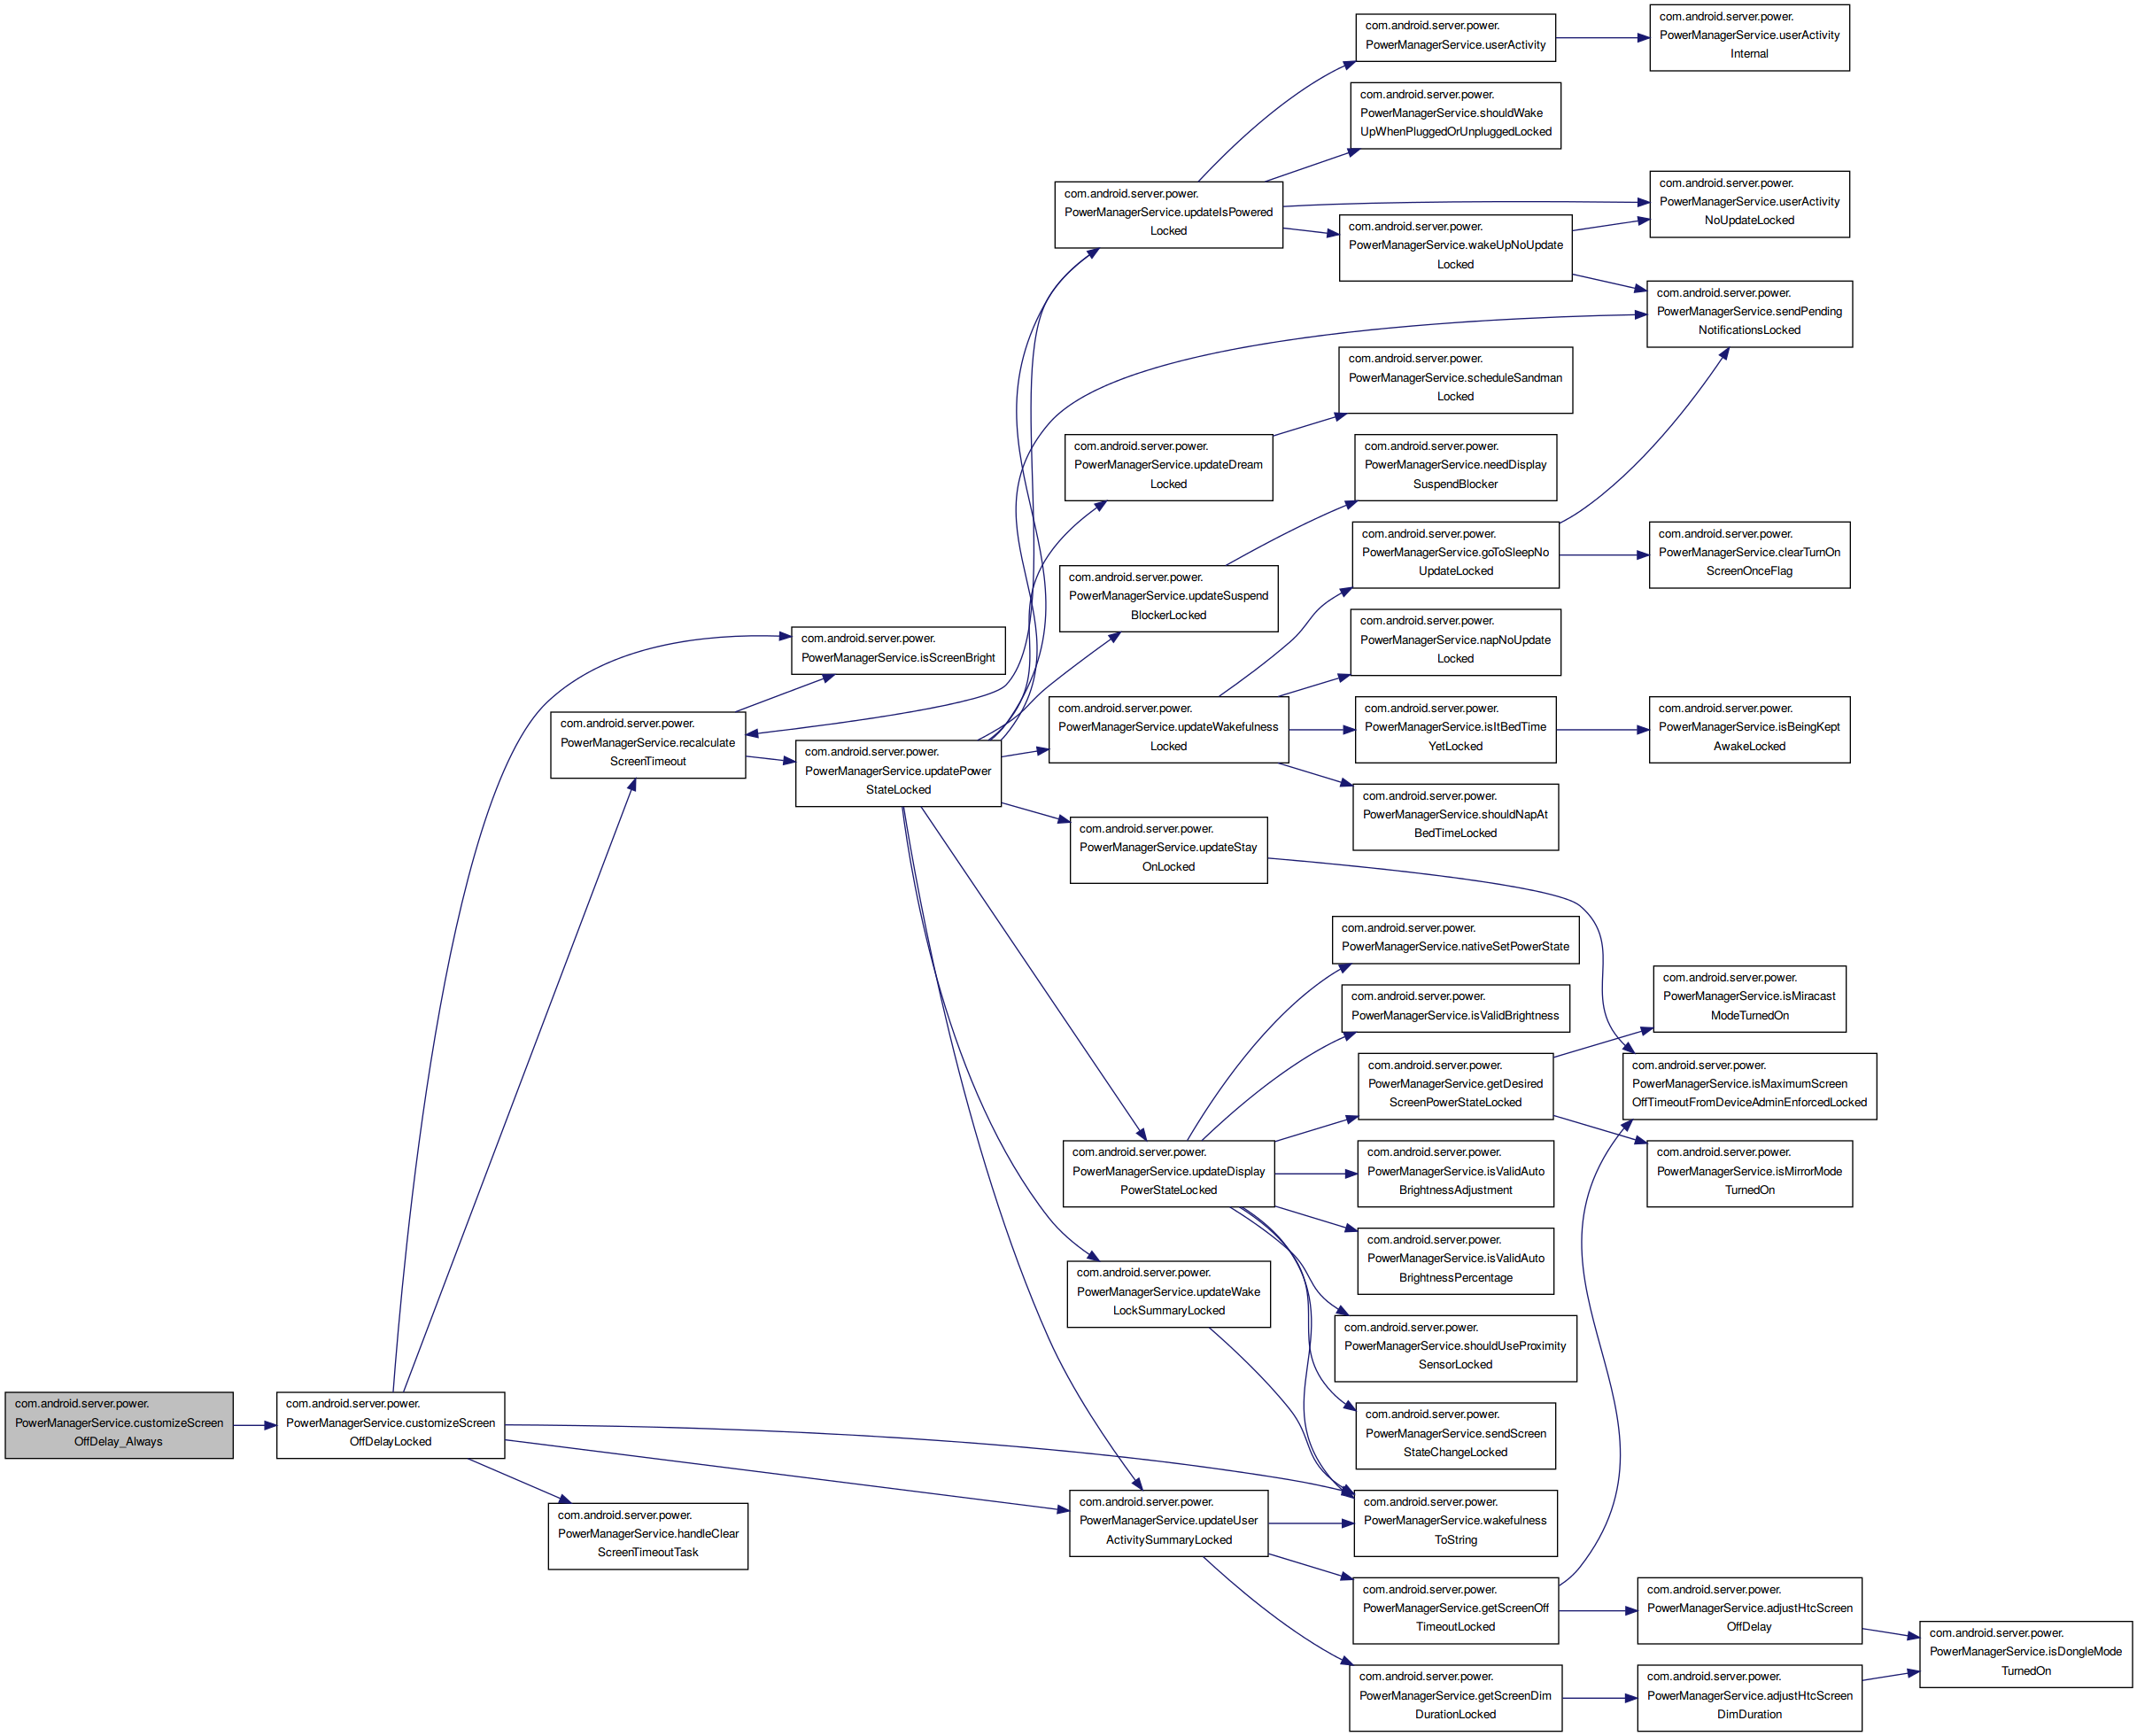 com.android.server.power.
PowerManagerService.userActivity
com.android.server.power.
PowerManagerService.userActivity
Internal
com.android.server.power.
PowerManagerService.shouldWake
UpWhenPluggedOrUnpluggedLocked
com.android.server.power.
PowerManagerService.updateIsPowered
Locked
com.android.server.power.
PowerManagerService.userActivity
NoUpdateLocked
com.android.server.power.
PowerManagerService.wakeUpNoUpdate
Locked
com.android.server.power.
PowerManagerService.sendPending
NotificationsLocked
com.android.server.power.
PowerManagerService.scheduleSandman
Locked
com.android.server.power.
PowerManagerService.updateDream
Locked
com.android.server.power.
PowerManagerService.needDisplay
SuspendBlocker
com.android.server.power.
PowerManagerService.goToSleepNo
UpdateLocked
com.android.server.power.
PowerManagerService.clearTurnOn
ScreenOnceFlag
com.android.server.power.
PowerManagerService.updateSuspend
BlockerLocked
com.android.server.power.
PowerManagerService.napNoUpdate
Locked
com.android.server.power.
PowerManagerService.isScreenBright
com.android.server.power.
PowerManagerService.recalculate
ScreenTimeout
com.android.server.power.
PowerManagerService.updatePower
StateLocked
com.android.server.power.
PowerManagerService.updateWakefulness
Locked
com.android.server.power.
PowerManagerService.isItBedTime
YetLocked
com.android.server.power.
PowerManagerService.isBeingKept
AwakeLocked
com.android.server.power.
PowerManagerService.shouldNapAt
BedTimeLocked
com.android.server.power.
PowerManagerService.updateStay
OnLocked
com.android.server.power.
PowerManagerService.nativeSetPowerState
com.android.server.power.
PowerManagerService.isValidBrightness
com.android.server.power.
PowerManagerService.isMiracast
ModeTurnedOn
com.android.server.power.
PowerManagerService.getDesired
ScreenPowerStateLocked
com.android.server.power.
PowerManagerService.isMaximumScreen
OffTimeoutFromDeviceAdminEnforcedLocked
com.android.server.power.
PowerManagerService.updateDisplay
PowerStateLocked
com.android.server.power.
PowerManagerService.isValidAuto
BrightnessAdjustment
com.android.server.power.
PowerManagerService.isMirrorMode
TurnedOn
com.android.server.power.
PowerManagerService.isValidAuto
BrightnessPercentage
com.android.server.power.
PowerManagerService.updateWake
LockSummaryLocked
com.android.server.power.
PowerManagerService.shouldUseProximity
SensorLocked
com.android.server.power.
PowerManagerService.customizeScreen
OffDelay_Always
com.android.server.power.
PowerManagerService.customizeScreen
OffDelayLocked
com.android.server.power.
PowerManagerService.sendScreen
StateChangeLocked
com.android.server.power.
PowerManagerService.handleClear
ScreenTimeoutTask
com.android.server.power.
PowerManagerService.updateUser
ActivitySummaryLocked
com.android.server.power.
PowerManagerService.wakefulness
ToString
com.android.server.power.
PowerManagerService.getScreenOff
TimeoutLocked
com.android.server.power.
PowerManagerService.adjustHtcScreen
OffDelay
com.android.server.power.
PowerManagerService.isDongleMode
TurnedOn
com.android.server.power.
PowerManagerService.getScreenDim
DurationLocked
com.android.server.power.
PowerManagerService.adjustHtcScreen
DimDuration